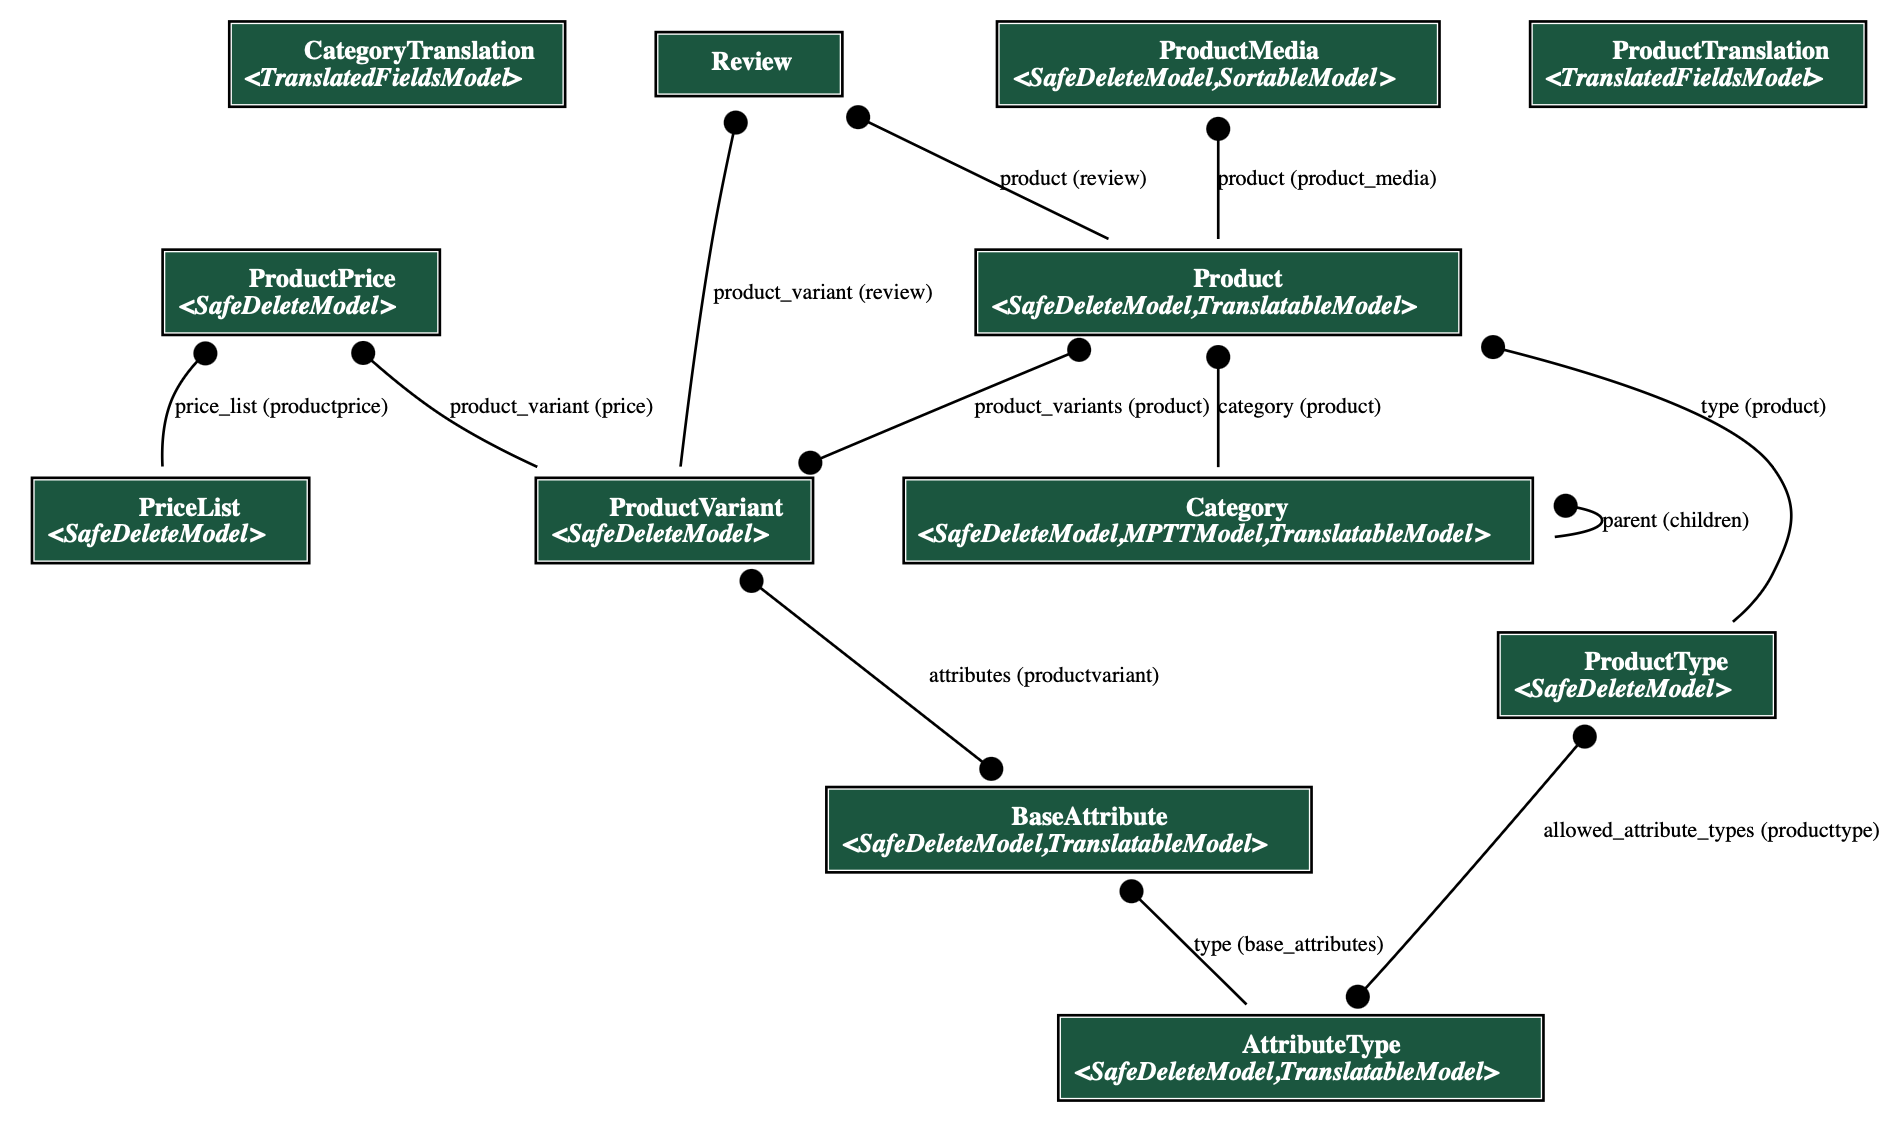 CategoryTranslation
<TranslatedFieldsModel>
Review
ProductMedia
<SafeDeleteModel,SortableModel>
ProductTranslation
<TranslatedFieldsModel>
product (review)
product (product_media)
ProductPrice
<SafeDeleteModel>
product_variant (review)
Product
<SafeDeleteModel,TranslatableModel>
price_list (productprice)
product_variant (price)
product_variants (product)
category (product)
type (product)
PriceList
<SafeDeleteModel>
ProductVariant
<SafeDeleteModel>
Category
<SafeDeleteModel,MPTTModel,TranslatableModel>
parent (children)
attributes (productvariant)
ProductType
<SafeDeleteModel>
BaseAttribute
<SafeDeleteModel,TranslatableModel>
allowed_attribute_types (producttype)
type (base_attributes)
AttributeType
<SafeDeleteModel,TranslatableModel>